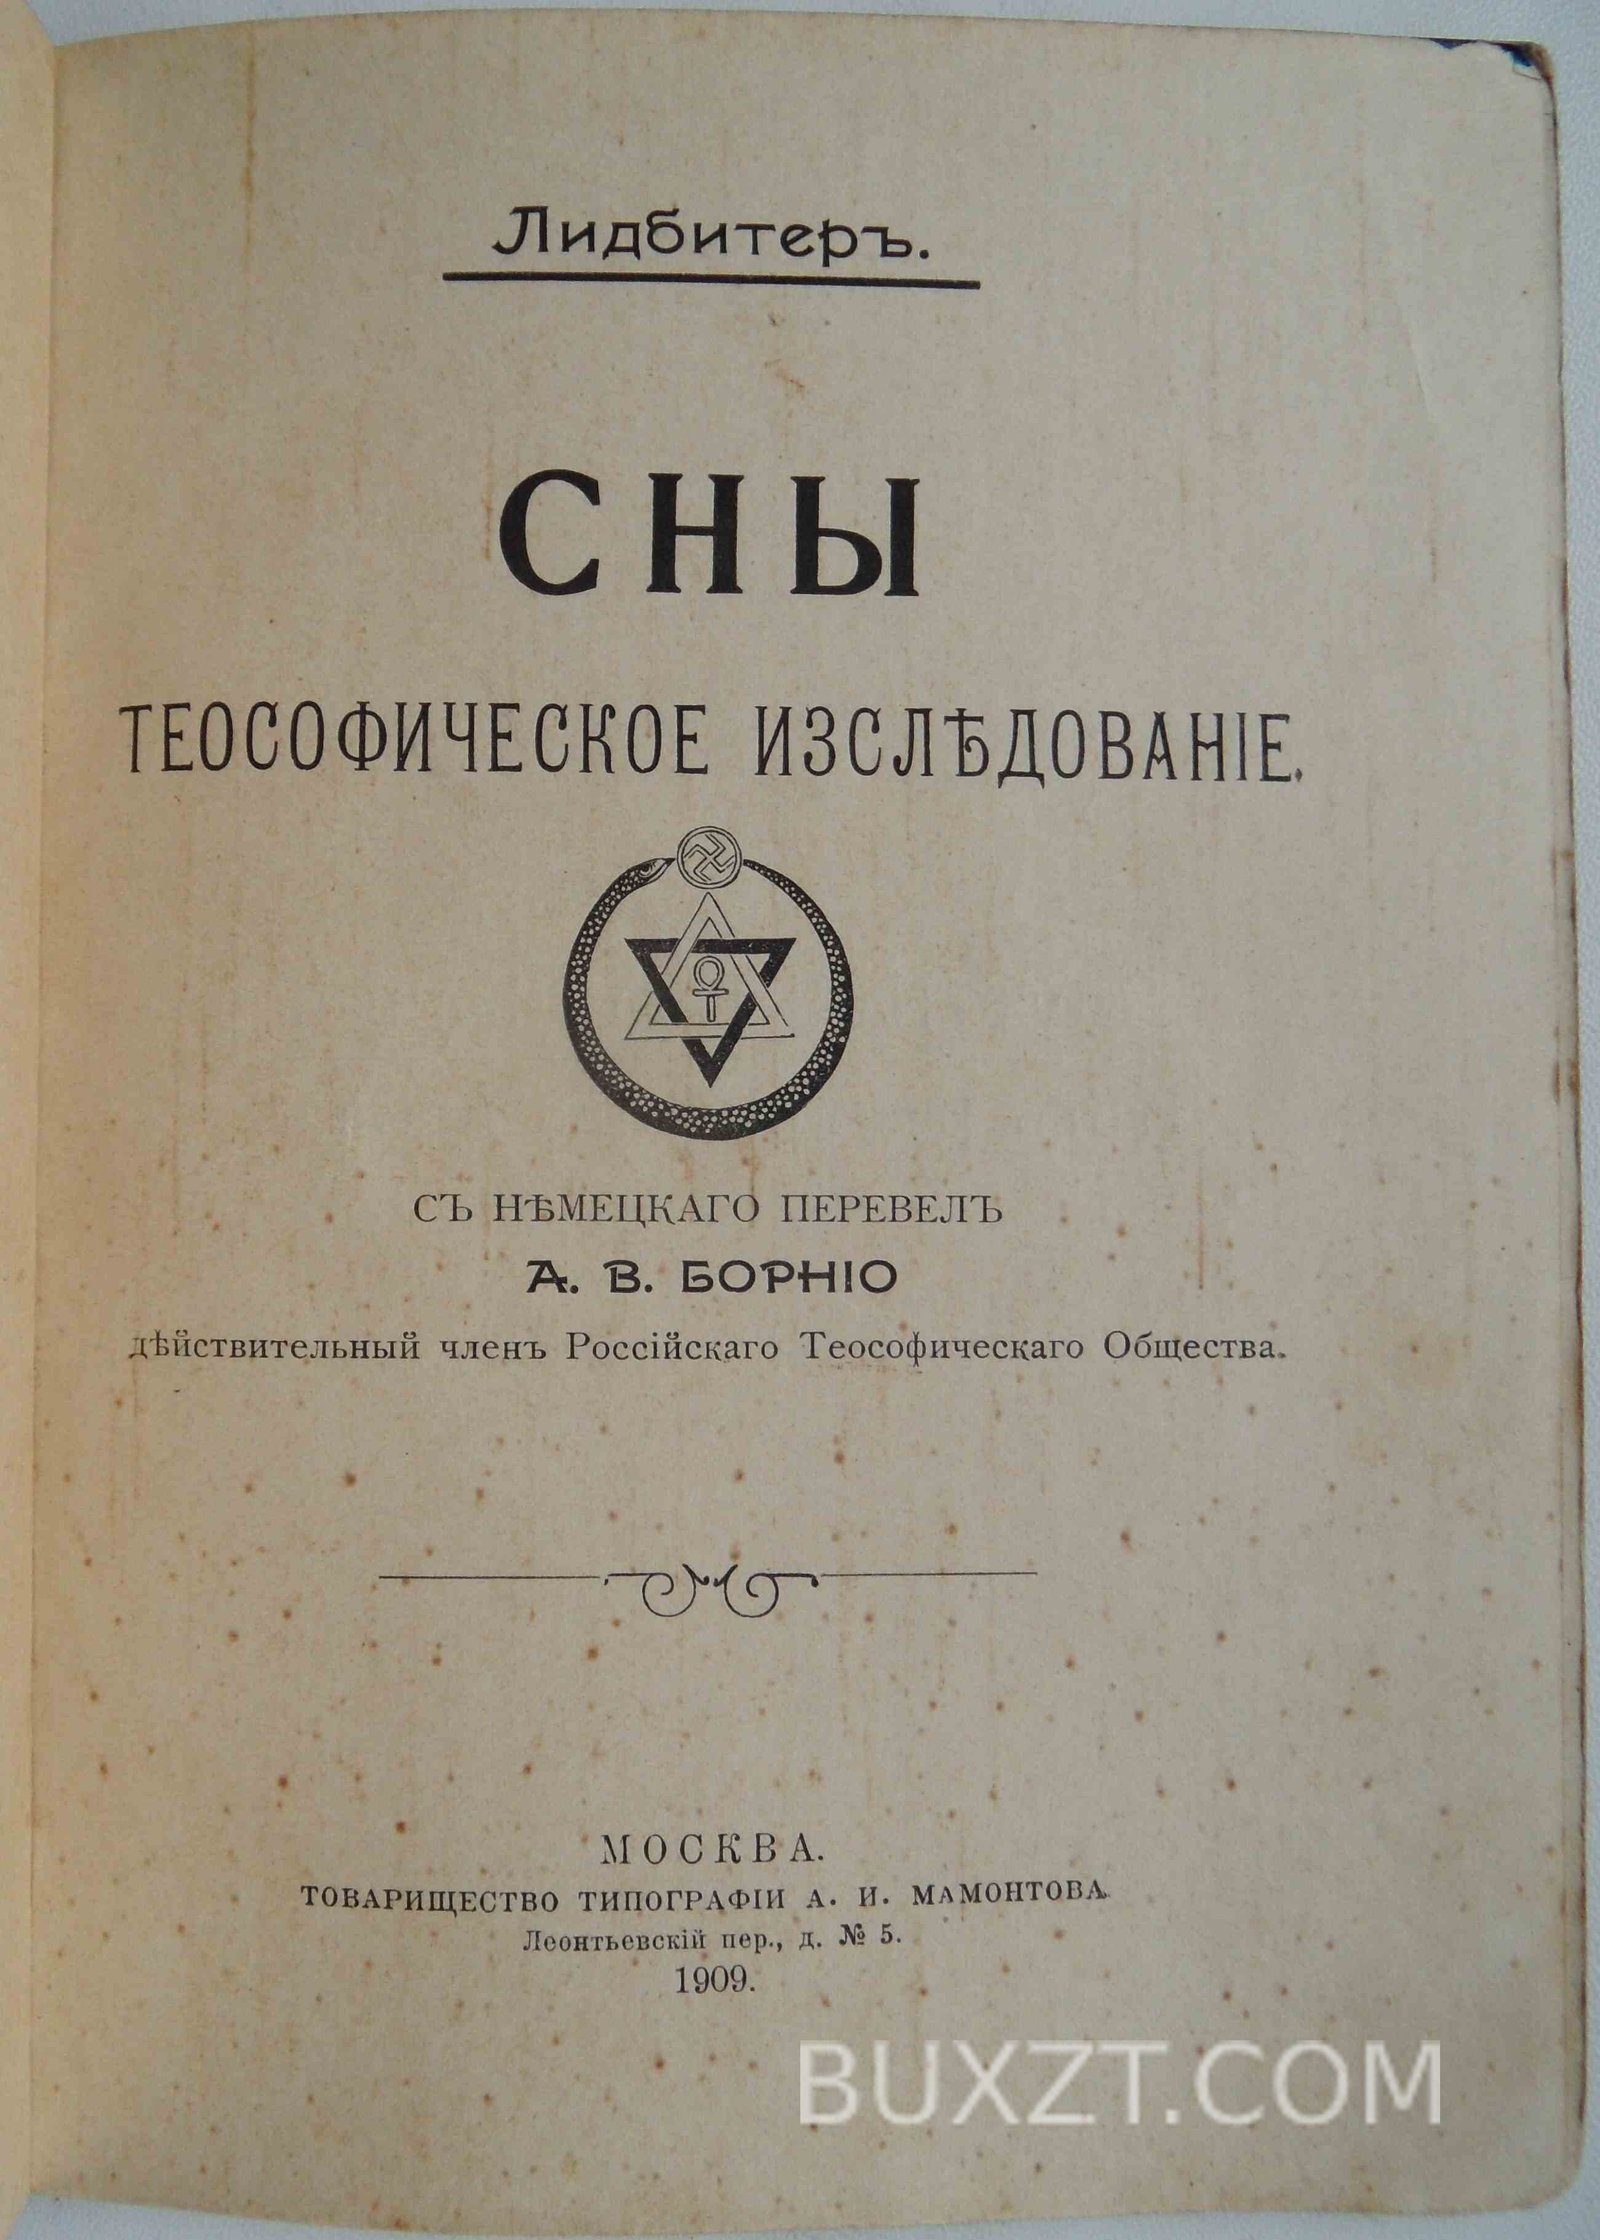 Лидбитеръ.
СНЫ
ТЕОСОФИЧЕСКОЕ ИЗСЛѢДОВАНІЕ.
СЪ НѢМЕЦКАГО ПЕРЕВЕЛЪ
А. В. БОРНІО
дѣйствительный членъ Россійскаго Теософическаго Общества.
МОСКВА.
ТОВАРИЩЕСТВО ТИПОГРАФІИ А. И. МАМОНТОВА.
Леонтьевскій пер., д. № 5.
1909.
BUXZT.COM